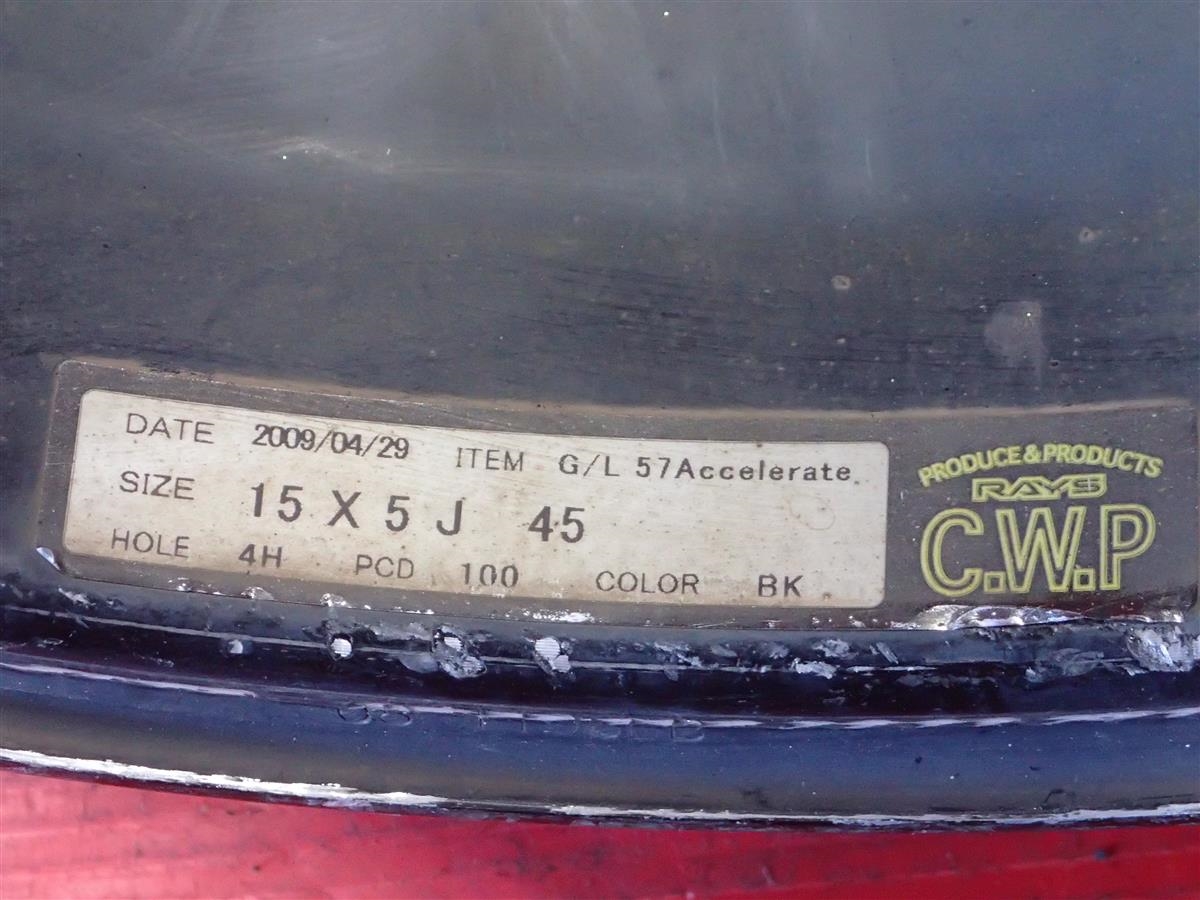 DATE 2009/04/29 ITEM G/L 57Accelerate
SIZE 15 X 5 J 45
HOLE 4H PCD 100 COLOR BK
PRODUCE&PRODUCTS
RAYS
C.W.P